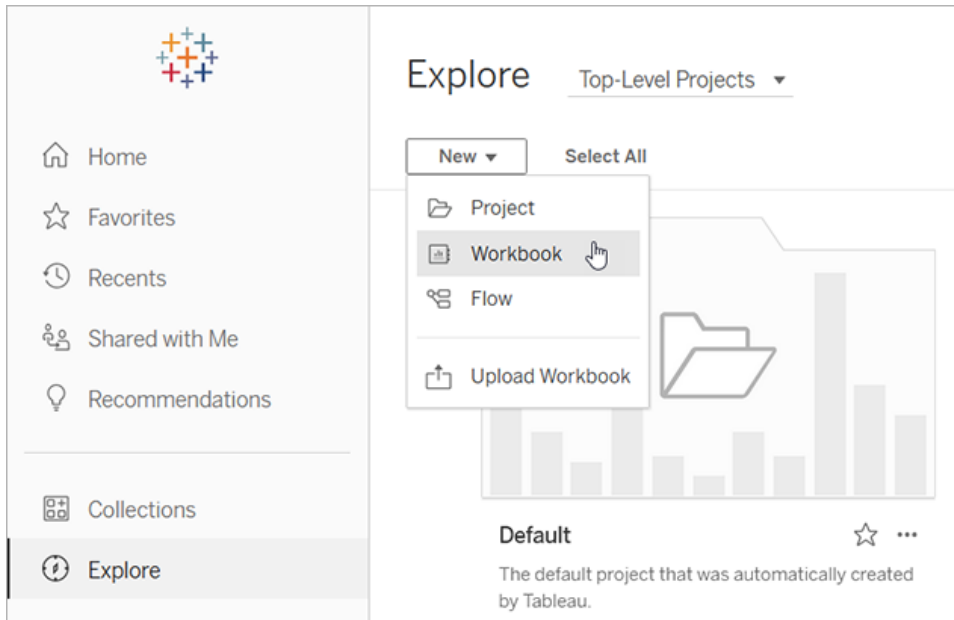 Home
Favorites
Recents
Shared with Me
Recommendations
Collections
Explore
Explore
Top-Level Projects
New
Select All
Project
Workbook
Flow
Upload Workbook
Default
The default project that was automatically created
by Tableau.